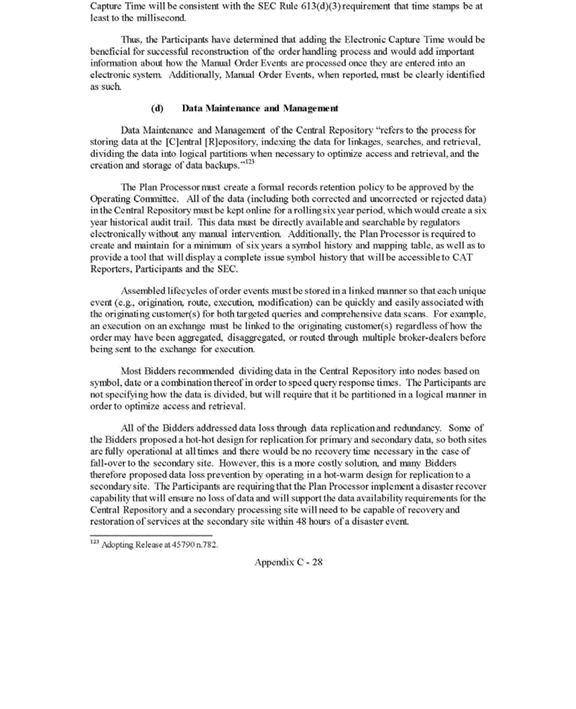 Capture Time will be consistent with the SEC Rule 613(d)(3) requirement that time stamps be at
least to the millisecond.
Thus, the Participants have determined that adding the Electronic Capture Time would be
beneficial for successful reconstruction of the order handling process and would add important
information about how the Manual Order Events are processed once they are entered into an
electronic system. Additionally, Manual Order Events, when reported, must be clearly identified
as such.
(d) Data Maintenance and Management
Data Maintenance and Management of the Central Repository “refers to the process for
storing data at the [C]entral [R]epository, indexing the data for linkages, searches, and retrieval,
dividing the data into logical partitions when necessary to optimize access and retrieval, and the
creation and storage of data backups.”123
The Plan Processor must create a formal records retention policy to be approved by the
Operating Committee. All of the data (including both corrected and uncorrected or rejected data)
in the Central Repository must be kept online for a rolling six year period, which would create a six
year historical audit trail. This data must be directly available and searchable by regulators
electronically without any manual intervention. Additionally, the Plan Processor is required to
create and maintain for a minimum of six years a symbol history and mapping table, as well as to
provide a tool that will display a complete issue symbol history that will be accessible to CAT
Reporters, Participants and the SEC.
Assembled lifecycles of order events must be stored in a linked manner so that each unique
event (e.g., origination, route, execution, modification) can be quickly and easily associated with
the originating customer(s) for both targeted queries and comprehensive data scans. For example,
an execution on an exchange must be linked to the originating customer(s) regardless of how the
order may have been aggregated, disaggregated, or routed through multiple broker-dealers before
being sent to the exchange for execution.
Most Bidders recommended dividing data in the Central Repository into nodes based on
symbol, date or a combination thereof in order to speed query response times. The Participants are
not specifying how the data is divided, but will require that it be partitioned in a logical manner in
order to optimize access and retrieval.
All of the Bidders addressed data loss through data replication and redundancy. Some of
the Bidders proposed a hot-hot design for replication for primary and secondary data, so both sites
are fully operational at all times and there would be no recovery time necessary in the case of
fall-over to the secondary site. However, this is a more costly solution, and many Bidders
therefore proposed data loss prevention by operating in a hot-warm design for replication to a
secondary site. The Participants are requiring that the Plan Processor implement a disaster recover
capability that will ensure no loss of data and will support the data availability requirements for the
Central Repository and a secondary processing site will need to be capable of recovery and
restoration of services at the secondary site within 48 hours of a disaster event.
123 Adopting Release at 45790 n.782.
Appendix C - 28